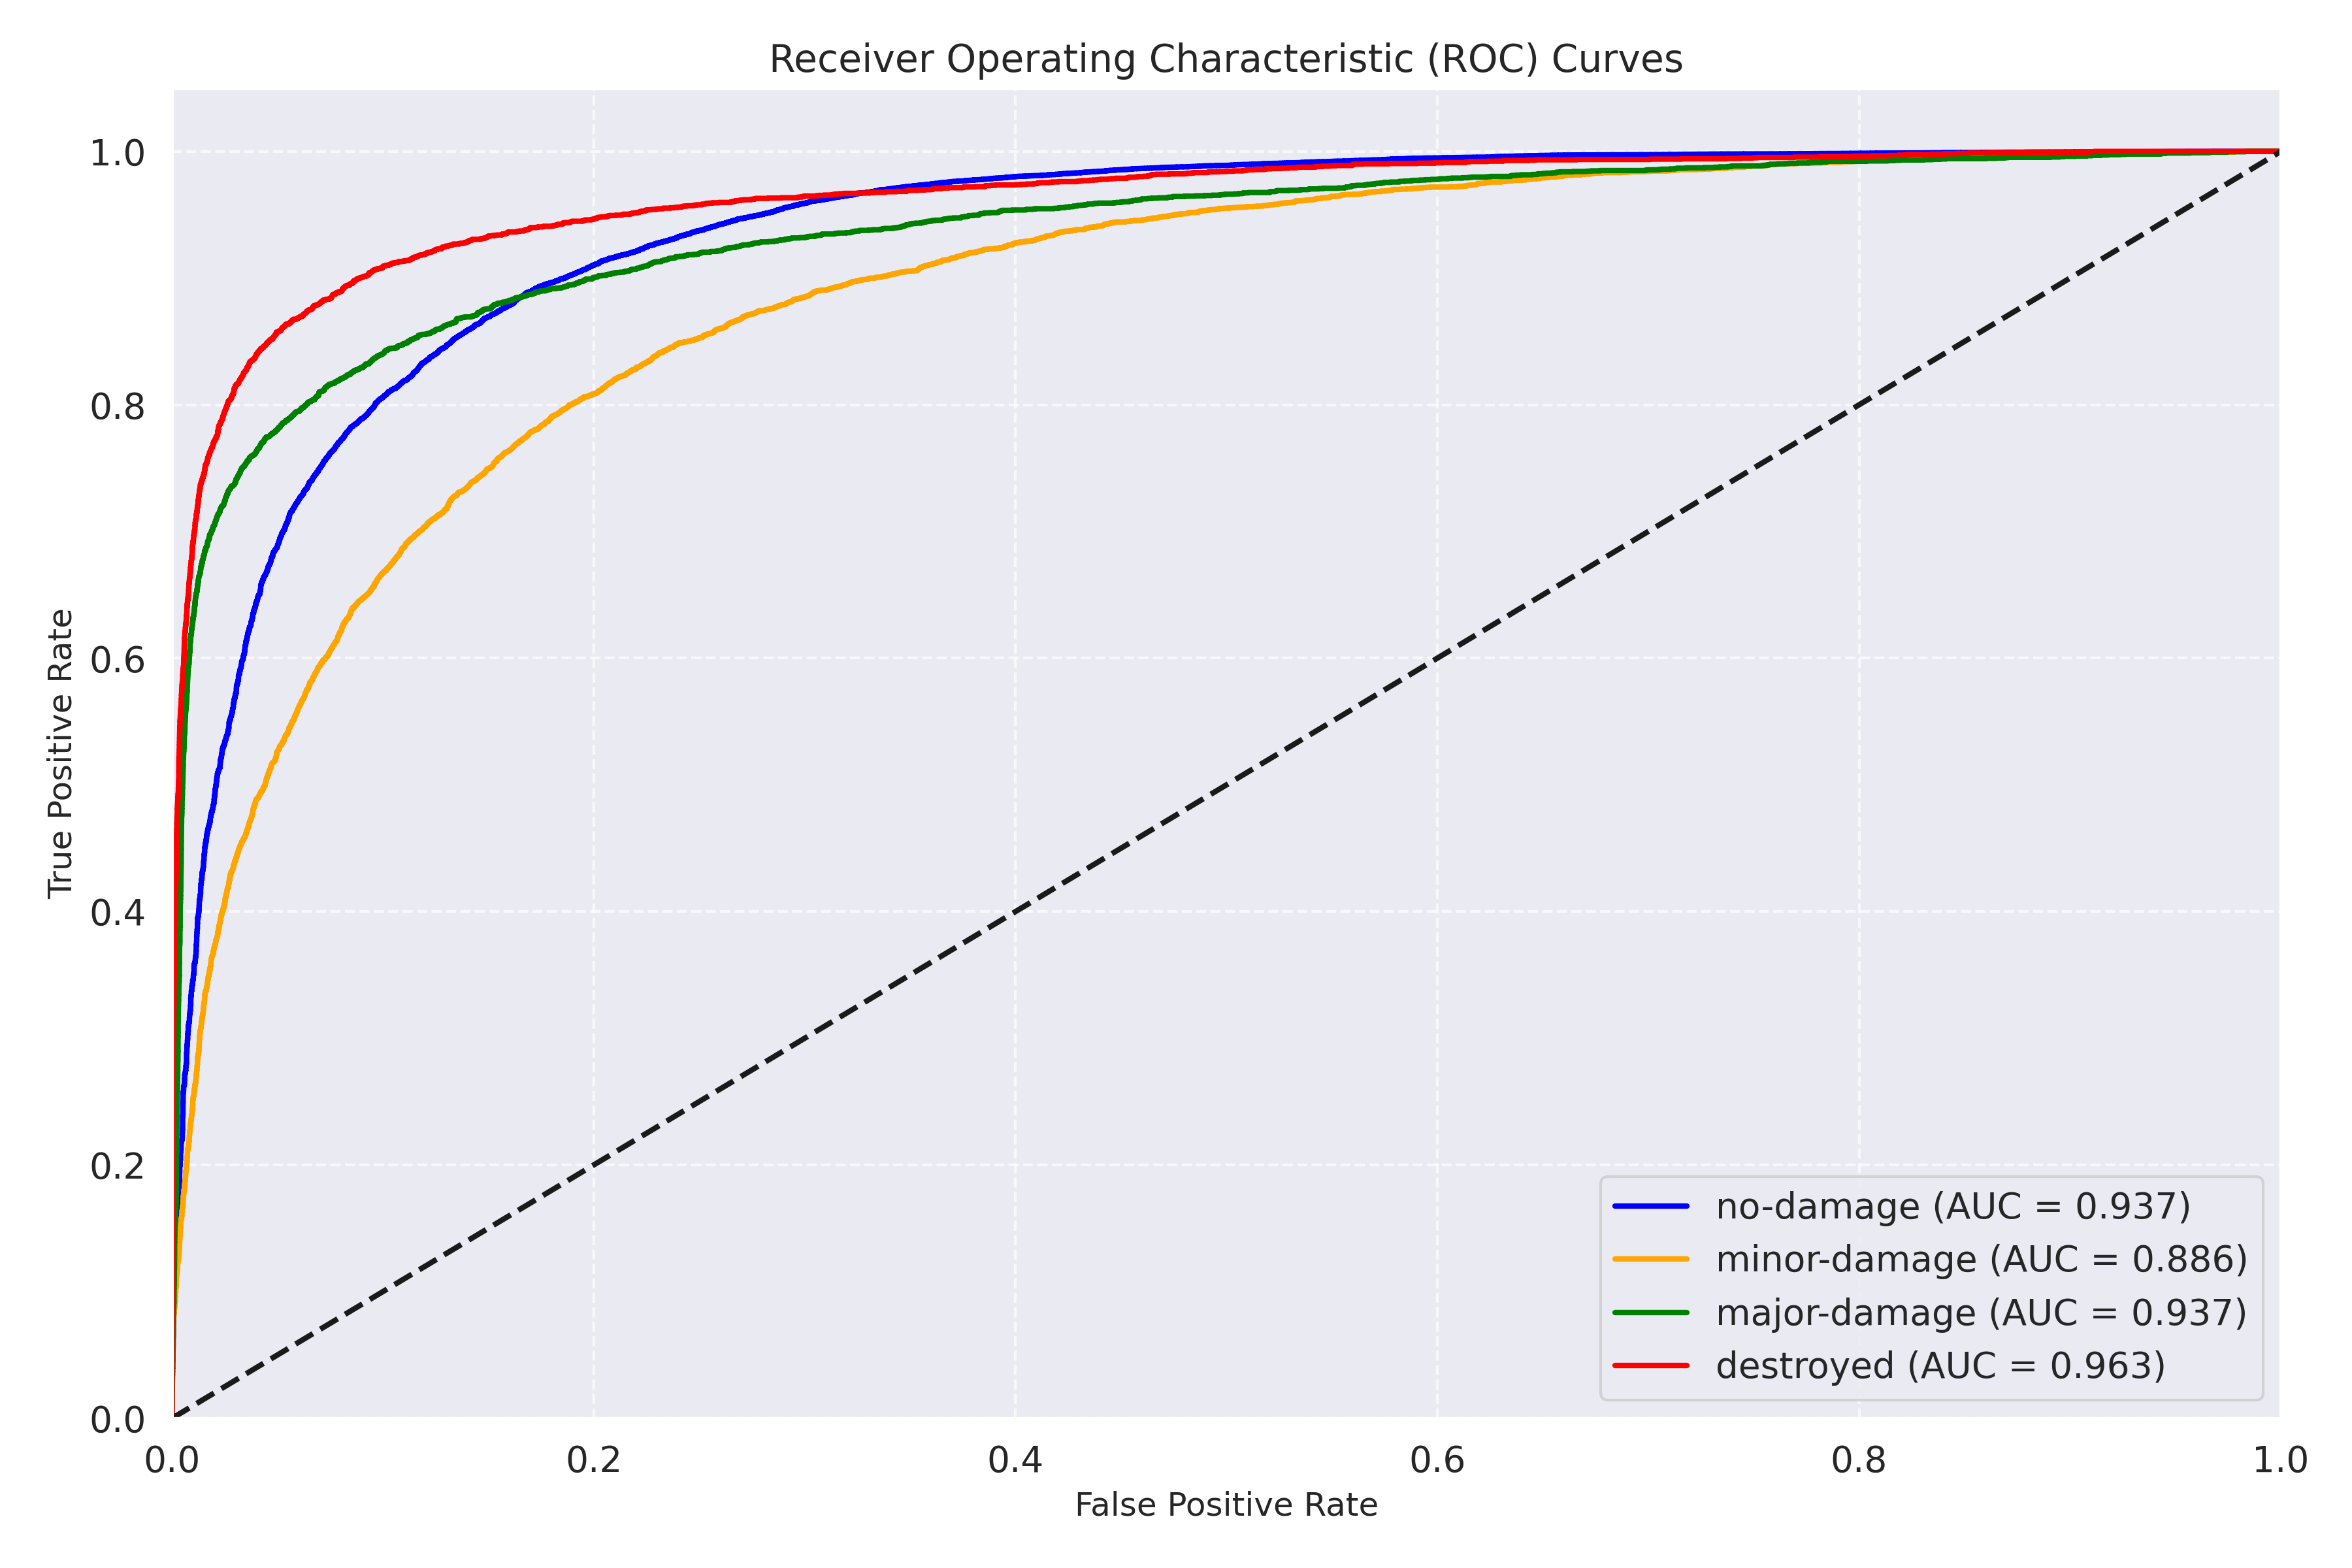 Receiver Operating Characteristic (ROC) Curves
1.0
0.8
0.6
0.4
0.2
0.0
True Positive Rate
0.0 0.2 0.4 0.6 0.8 1.0
False Positive Rate
no-damage (AUC = 0.937)
minor-damage (AUC = 0.886)
major-damage (AUC = 0.937)
destroyed (AUC = 0.963)